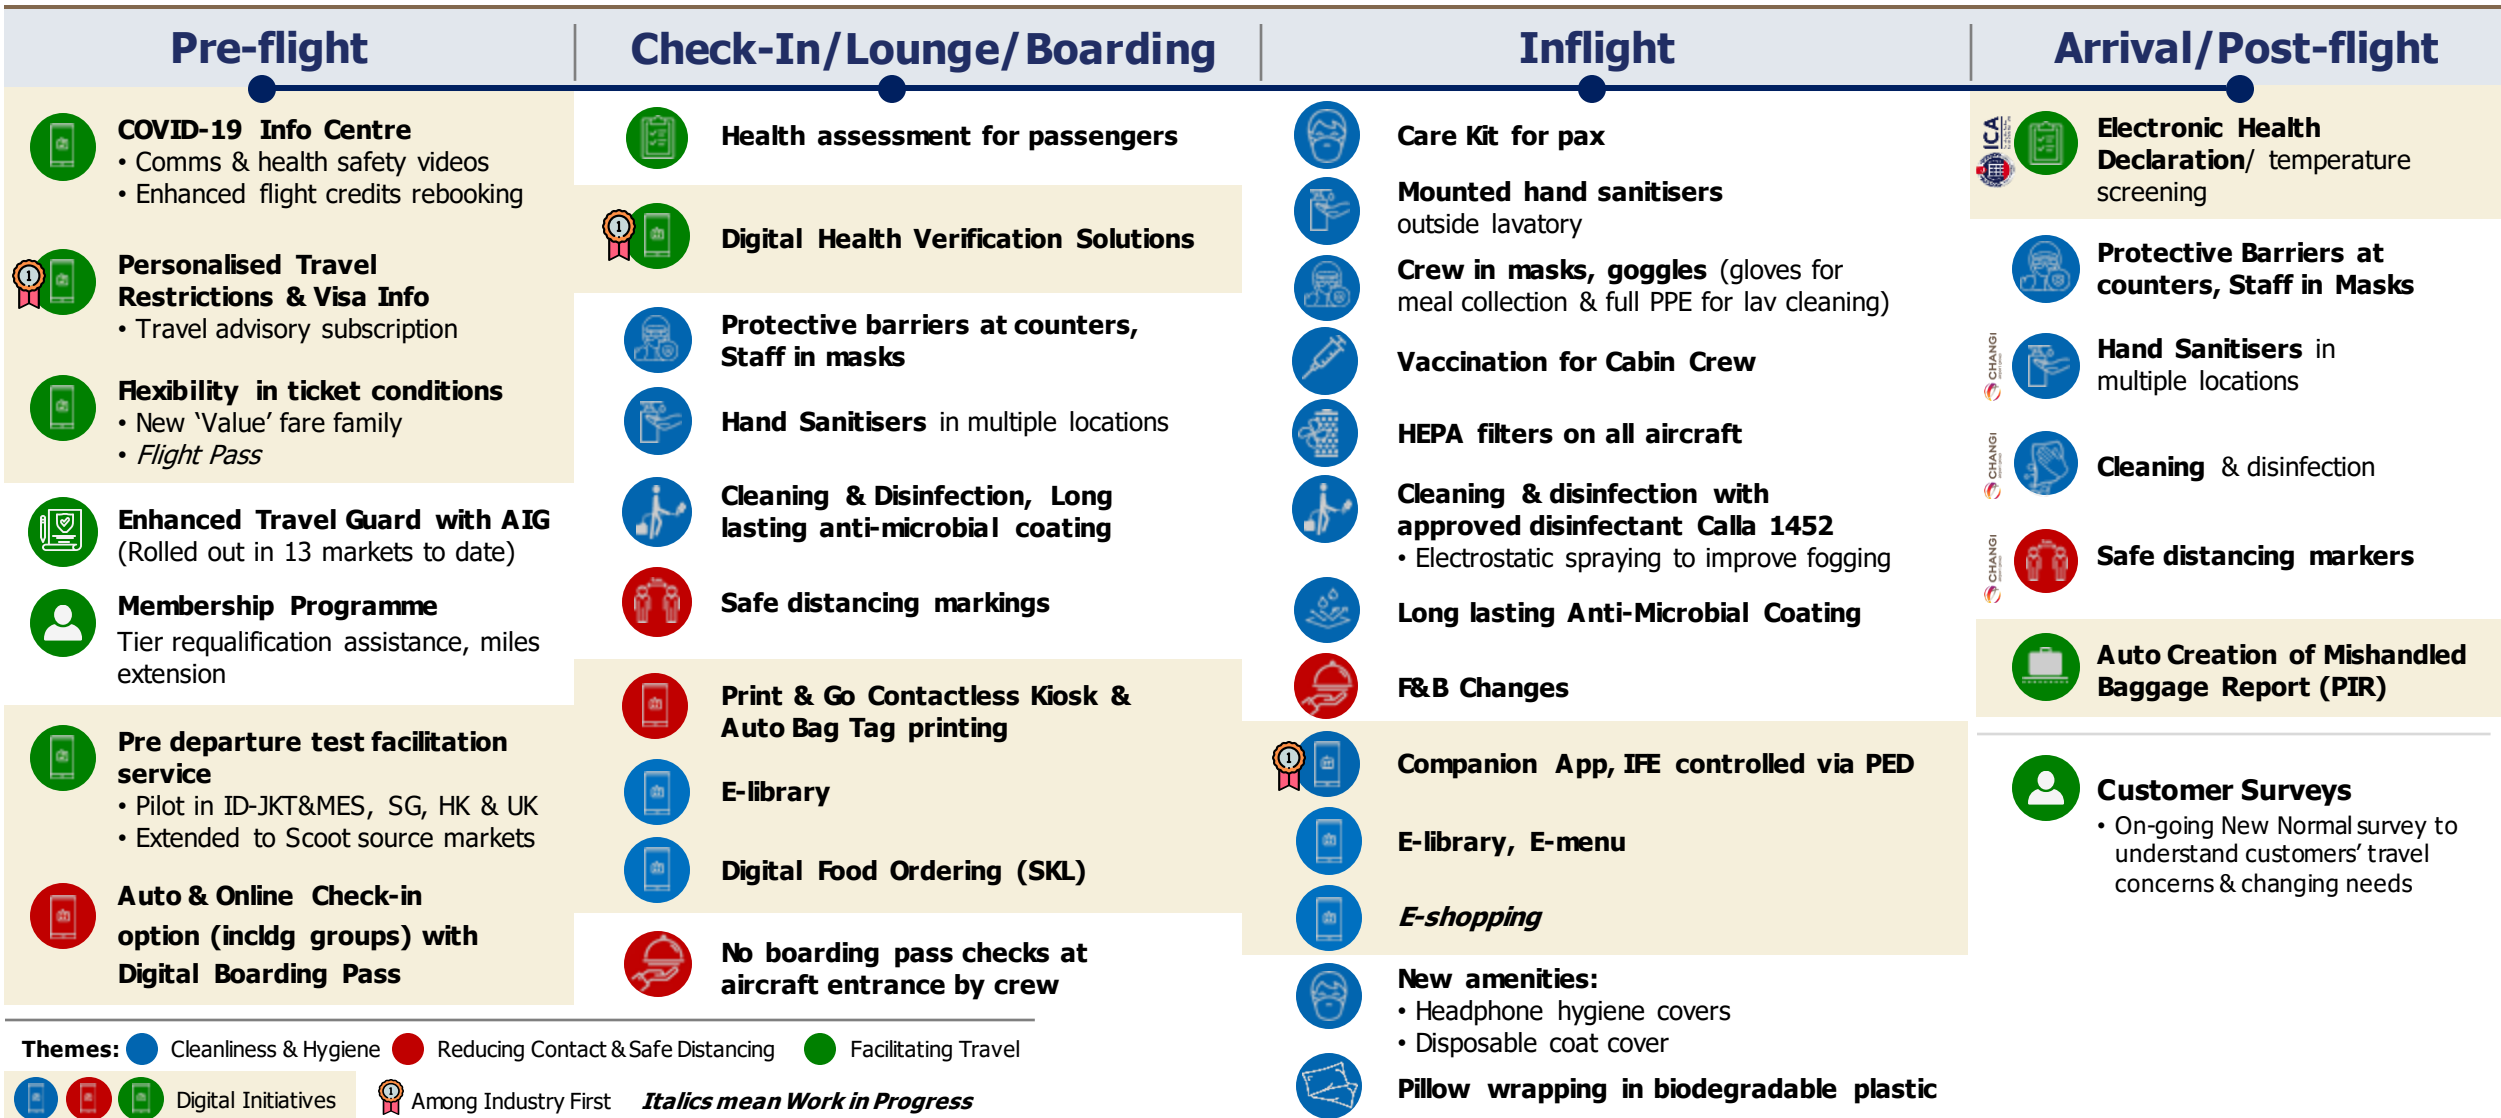 Pre-flight
Check-In/Lounge/Boarding
Inflight
Arrival/Post-flight
COVID-19 Info Centre
• Comms & health safety videos
• Enhanced flight credits rebooking
1
Personalised Travel
Restrictions & Visa Info
• Travel advisory subscription
Flexibility in ticket conditions
• New ‘Value’ fare family
• Flight Pass
Enhanced Travel Guard with AIG
(Rolled out in 13 markets to date)
Membership Programme
Tier requalification assistance, miles
extension
Pre departure test facilitation
service
• Pilot in ID-JKT&MES, SG, HK & UK
• Extended to Scoot source markets
Auto & Online Check-in
option (incldg groups) with
Digital Boarding Pass
Health assessment for passengers
1
Digital Health Verification Solutions
Protective barriers at counters,
Staff in masks
Hand Sanitisers in multiple locations
Cleaning & Disinfection, Long
lasting anti-microbial coating
Safe distancing markings
Print & Go Contactless Kiosk &
Auto Bag Tag printing
E-library
Digital Food Ordering (SKL)
No boarding pass checks at
aircraft entrance by crew
Care Kit for pax
Mounted hand sanitisers
outside lavatory
Crew in masks, goggles (gloves for
meal collection & full PPE for lav cleaning)
Vaccination for Cabin Crew
HEPA filters on all aircraft
Cleaning & disinfection with
approved disinfectant Calla 1452
• Electrostatic spraying to improve fogging
Long lasting Anti-Microbial Coating
F&B Changes
1
Companion App, IFE controlled via PED
E-library, E-menu
E-shopping
New amenities:
• Headphone hygiene covers
• Disposable coat cover
Pillow wrapping in biodegradable plastic
ICA
Electronic Health
Declaration/ temperature
screening
Protective Barriers at
counters, Staff in Masks
CHANGI
Hand Sanitisers in
multiple locations
CHANGI
Cleaning & disinfection
CHANGI
Safe distancing markers
Auto Creation of Mishandled
Baggage Report (PIR)
Customer Surveys
• On-going New Normal survey to
understand customers’ travel
concerns & changing needs
Themes: Cleanliness & Hygiene Reducing Contact & Safe Distancing Facilitating Travel
Digital Initiatives 1 Among Industry First Italics mean Work in Progress